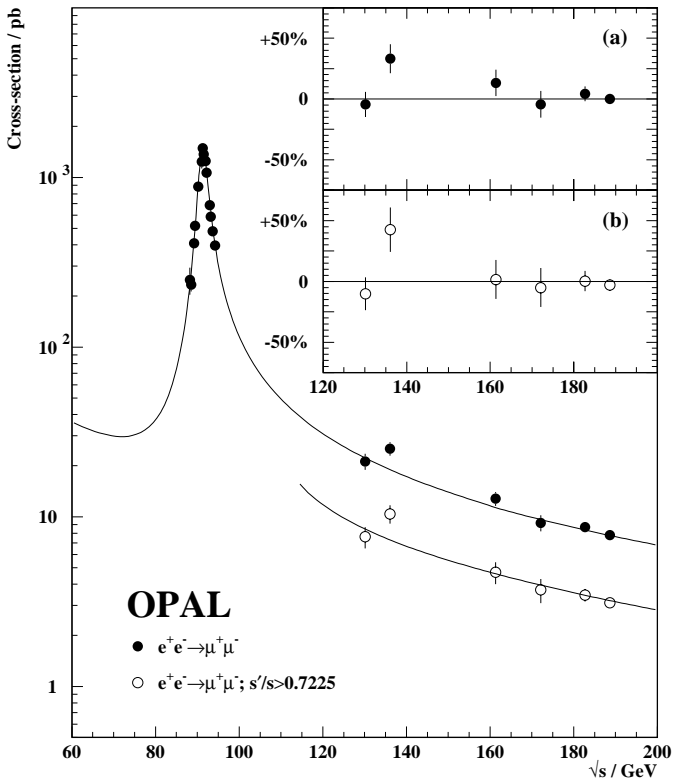 Cross-section / pb
10³
10²
10
1
+50%
0
-50%
(a)
+50%
0
-50%
(b)
120 140 160 180
OPAL
e⁺e⁻→μ⁺μ⁻
e⁺e⁻→μ⁺μ⁻; s′/s>0.7225
60 80 100 120 140 160 180 200
√s / GeV